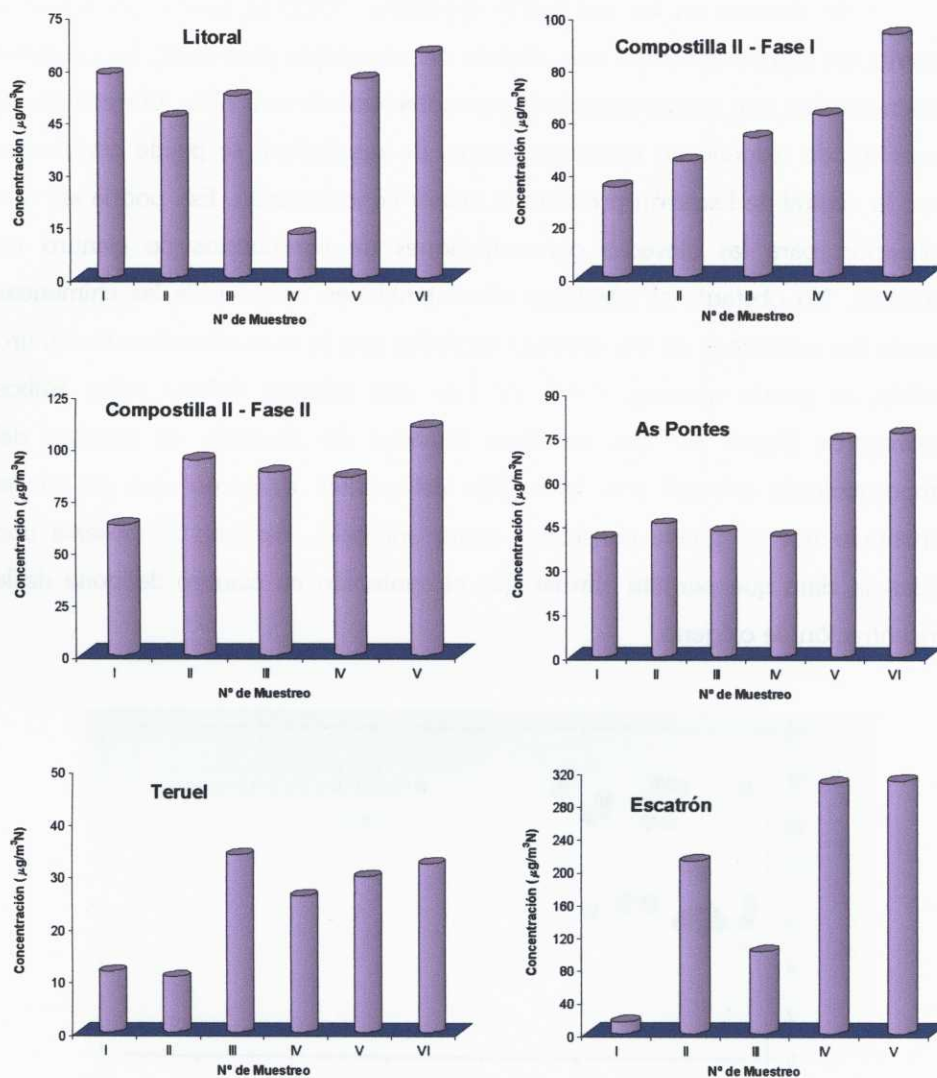 Litoral
Concentración (µg/m³N)
75
60
45
30
15
0
I II III IV V VI
Nº de Muestreo
Compostilla II - Fase I
Concentración (µg/m³N)
100
80
60
40
20
0
I II III IV V
Nº de Muestreo
Compostilla II - Fase II
Concentración (µg/m³N)
125
100
75
50
25
0
I II III IV V
Nº de Muestreo
As Pontes
Concentración (µg/m³N)
90
75
60
45
30
15
0
I II III IV V VI
Nº de Muestreo
Teruel
Concentración (µg/m³N)
50
40
30
20
10
0
I II III IV V VI
Nº de Muestreo
Escatrón
Concentración (µg/m³N)
320
280
240
200
160
120
80
40
0
I II III IV V
Nº de Muestreo